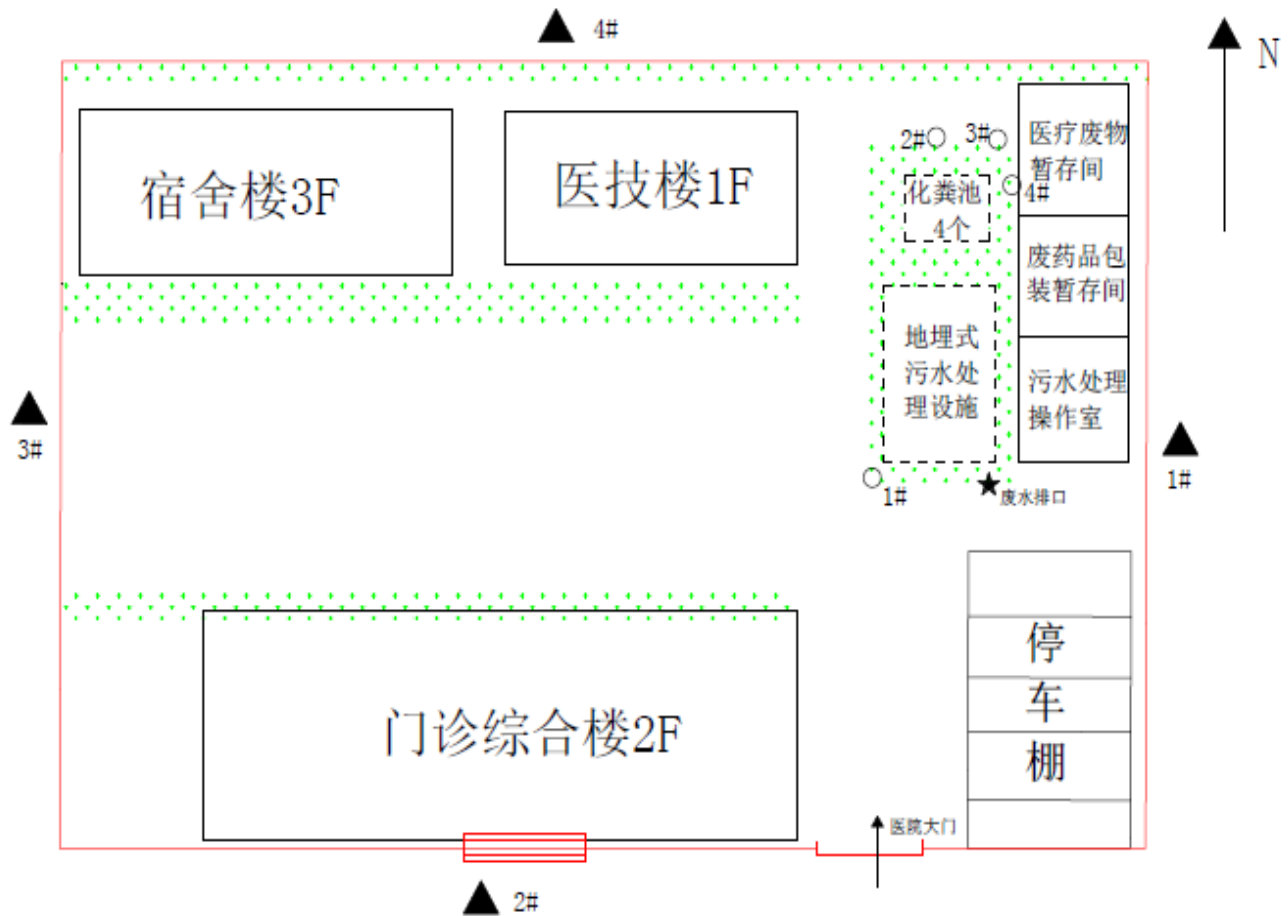 4#
N
2#
3#
医疗废物
暂存间
宿舍楼3F
医技楼1F
化粪池
4个
4#
废药品包
装暂存间
地埋式
污水处
理设施
污水处理
操作室
3#
1#
1#
废水排口
停
车
棚
门诊综合楼2F
医院大门
2#